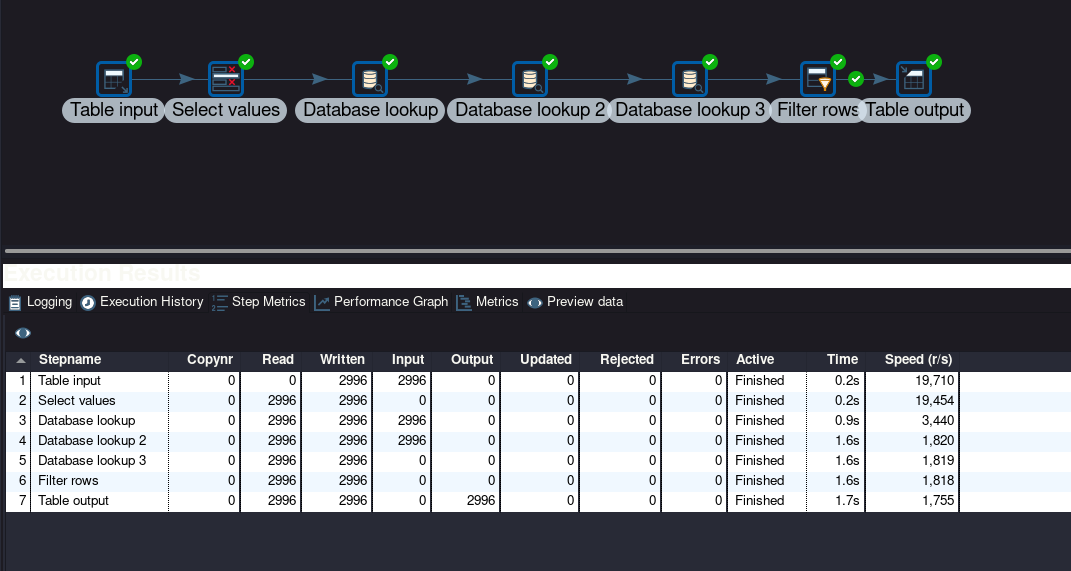 Table input Select values Database lookup Database lookup 2 Database lookup 3 Filter rows Table output
Execution Results
Logging Execution History Step Metrics Performance Graph Metrics Preview data
Stepname Copynr Read Written Input Output Updated Rejected Errors Active Time Speed (r/s)
1 Table input 0 0 2996 2996 0 0 0 0 Finished 0.2s 19,710
2 Select values 0 2996 2996 0 0 0 0 0 Finished 0.2s 19,454
3 Database lookup 0 2996 2996 2996 0 0 0 0 Finished 0.9s 3,440
4 Database lookup 2 0 2996 2996 2996 0 0 0 0 Finished 1.6s 1,820
5 Database lookup 3 0 2996 2996 0 0 0 0 0 Finished 1.6s 1,819
6 Filter rows 0 2996 2996 0 0 0 0 0 Finished 1.6s 1,818
7 Table output 0 2996 2996 0 2996 0 0 0 Finished 1.7s 1,755